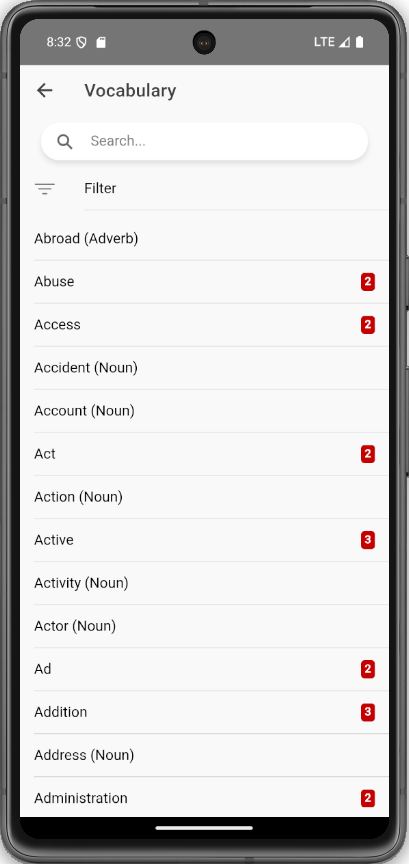 8:32
LTE
Vocabulary
Search...
Filter
Abroad (Adverb)
Abuse 2
Access 2
Accident (Noun)
Account (Noun)
Act 2
Action (Noun)
Active 3
Activity (Noun)
Actor (Noun)
Ad 2
Addition 3
Address (Noun)
Administration 2